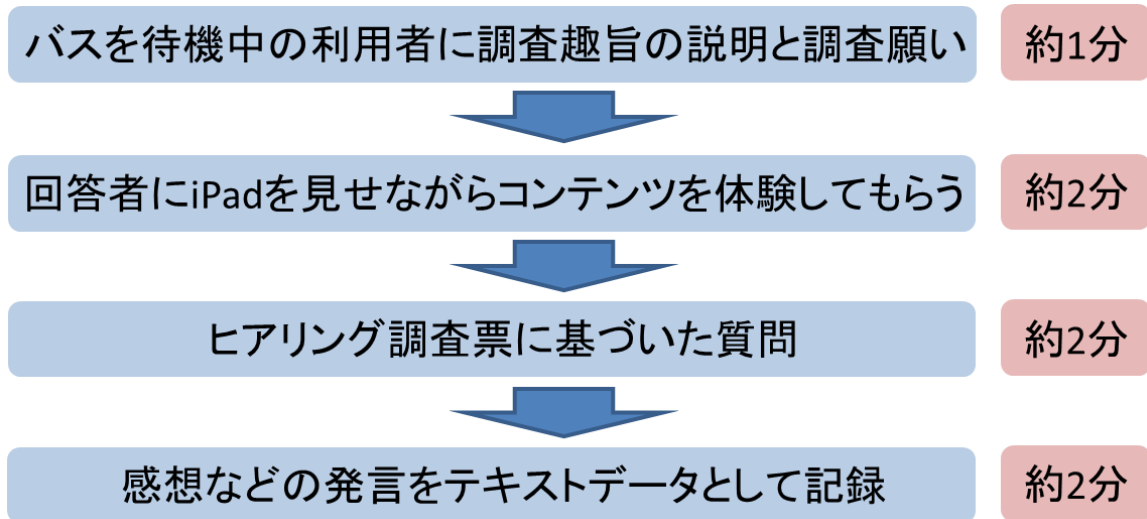 バスを待機中の利用者に調査趣旨の説明と調査願い
約1分
回答者にiPadを見せながらコンテンツを体験してもらう
約2分
ヒアリング調査票に基づいた質問
約2分
感想などの発言をテキストデータとして記録
約2分